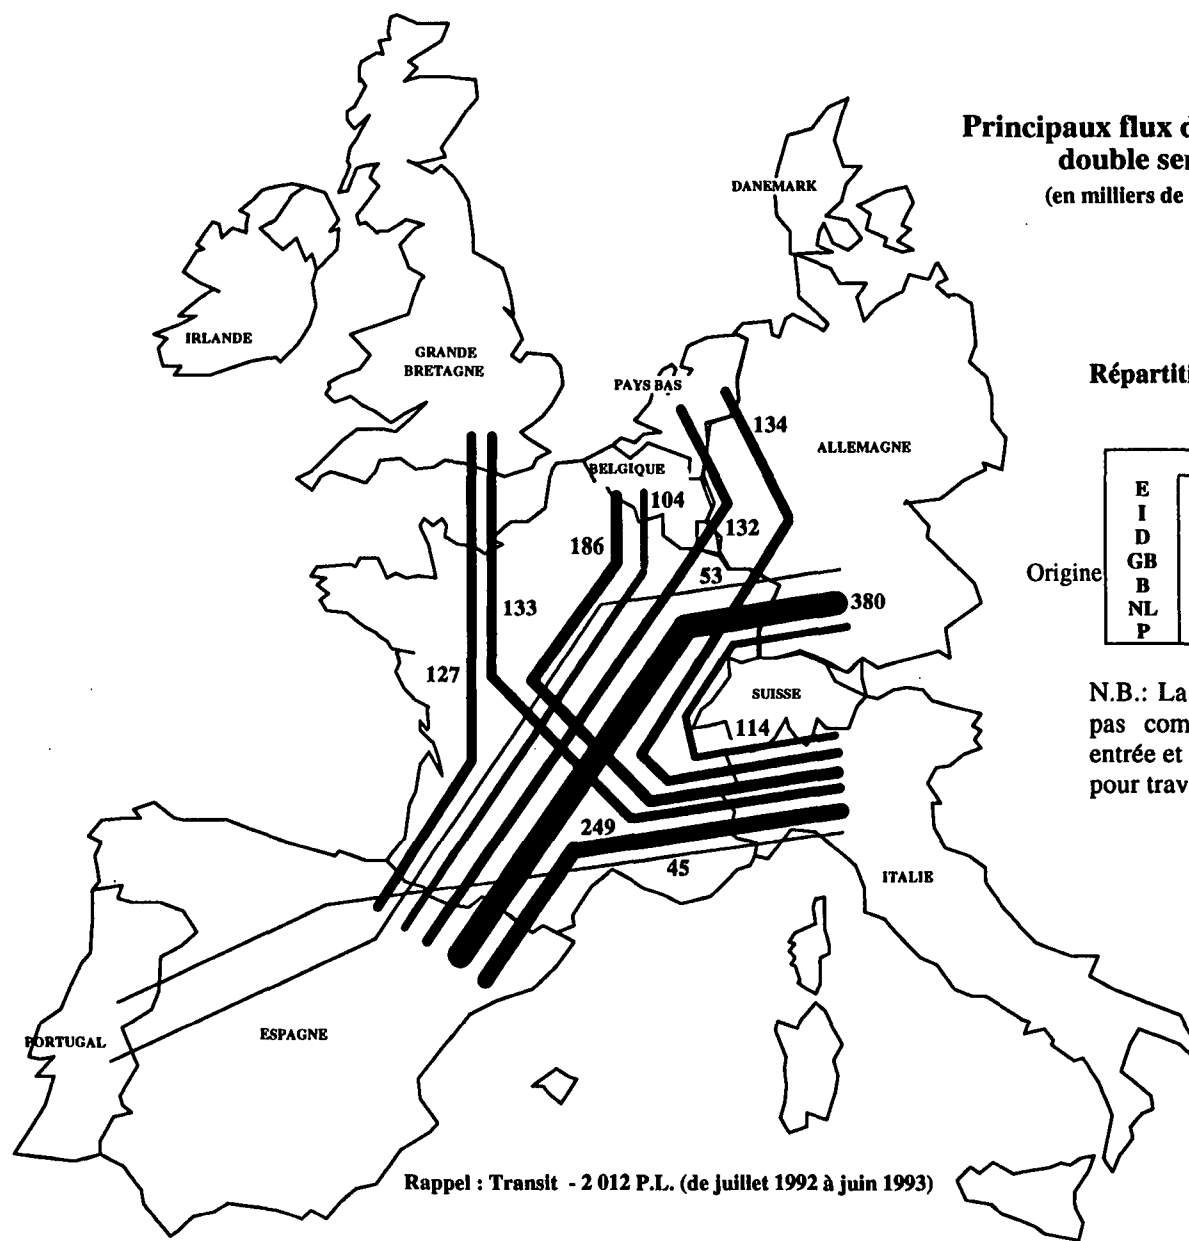 Principaux flux d
double ser
(en milliers de
DANEMARK
IRLANDE
GRANDE
BRETAGNE
PAYS BAS
Répartiti
134
ALLEMAGNE
BELGIQUE
104
E
I
D
GB
B
NL
P
Origine
132
186
53
133
380
127
SUISSE
N.B.: La
pas com
entrée et
pour trav
114
249
45
ITALIE
ESPAGNE
PORTUGAL
Rappel : Transit - 2 012 P.L. (de juillet 1992 à juin 1993)